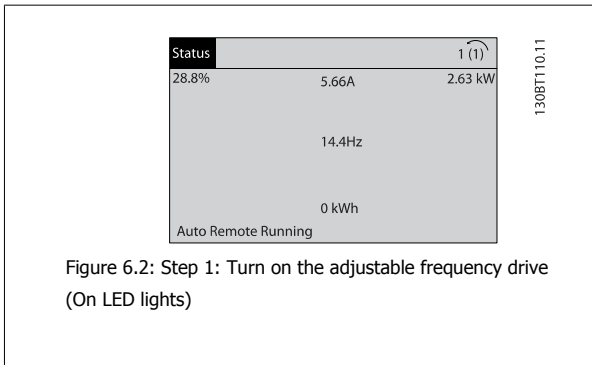 Status 1 (1)
28.8% 5.66A 2.63 kW
14.4Hz
0 kWh
Auto Remote Running
130BT110.11
Figure 6.2: Step 1: Turn on the adjustable frequency drive
(On LED lights)